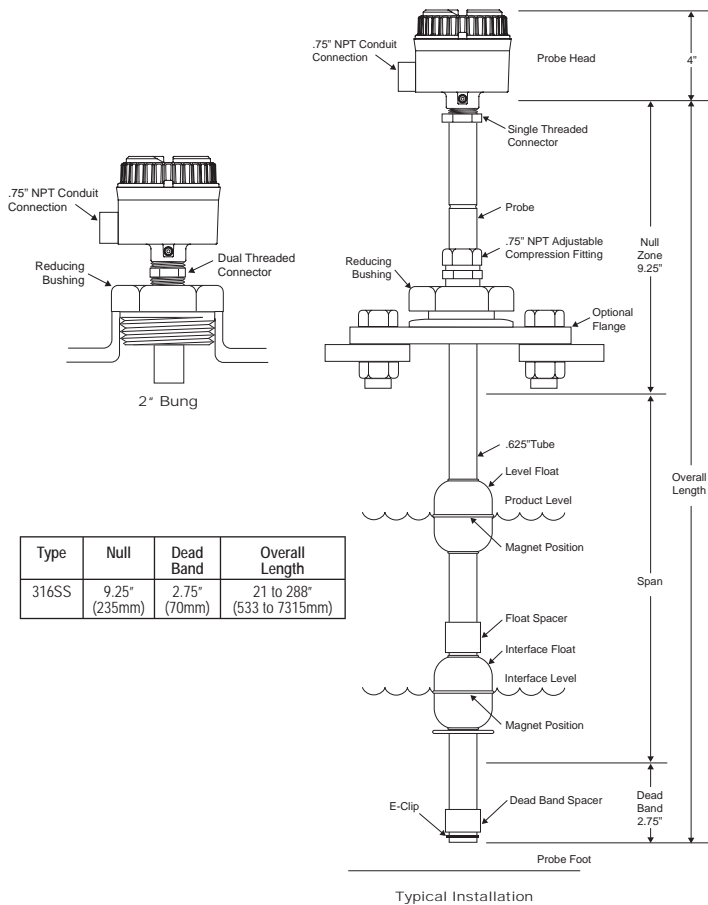 .75" NPT Conduit
Connection
Probe Head
4"
Single Threaded
Connector
Probe
.75" NPT Adjustable
Compression Fitting
Reducing
Bushing
Optional
Flange
Null
Zone
9.25"
.75" NPT Conduit
Connection
Dual Threaded
Connector
Reducing
Bushing
2" Bung
.625"Tube
Level Float
Product Level
Magnet Position
Overall
Length
Span
Type Null Dead Band Overall Length
316SS 9.25" (235mm) 2.75" (70mm) 21 to 288" (533 to 7315mm)
Float Spacer
Interface Float
Interface Level
Magnet Position
E-Clip
Dead Band Spacer
Dead
Band
2.75"
Probe Foot
Typical Installation